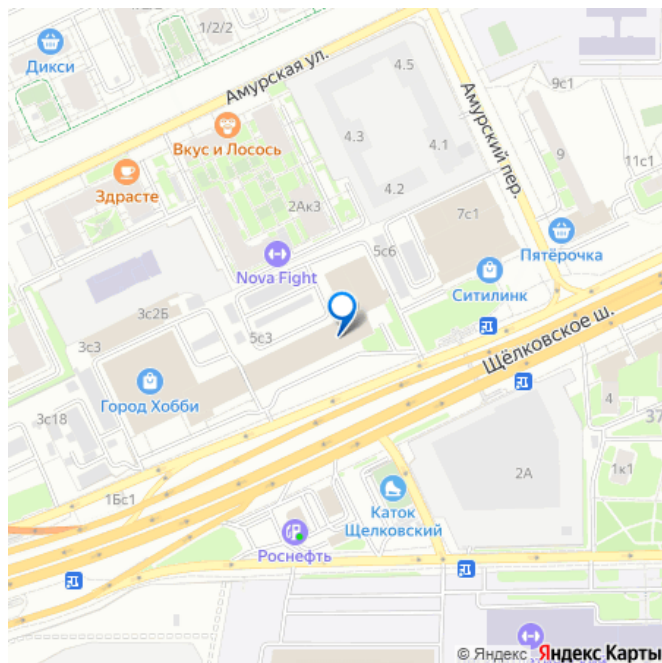 1/2/2
Дикси
Амурская ул.
4.5
9с1
Амурский пер.
Вкус и Лосось
4.3
4.1
9
11с1
Здрасте
4.2
2Ак3
7с1
5с6
Пятёрочка
Nova Fight
Ситилинк
3с2Б
5с3
3с3
Щёлковское ш.
Город Хобби
3с18
4
37
2А
1к1
1Бс1
Каток
Щелковский
Роснефть
© Яндекс
Яндекс Карты